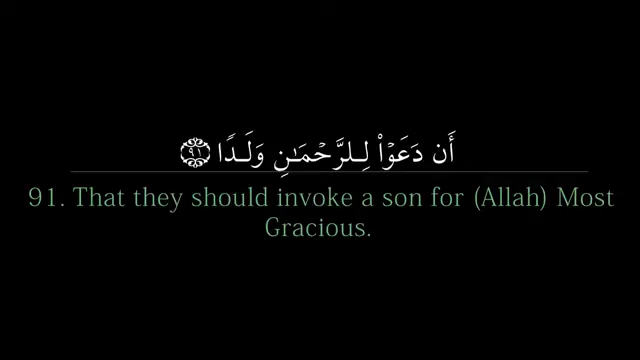 أَن دَعَوْا۟ لِلرَّحْمَـٰنِ وَلَدًا ٩١
91. That they should invoke a son for (Allah) Most
Gracious.